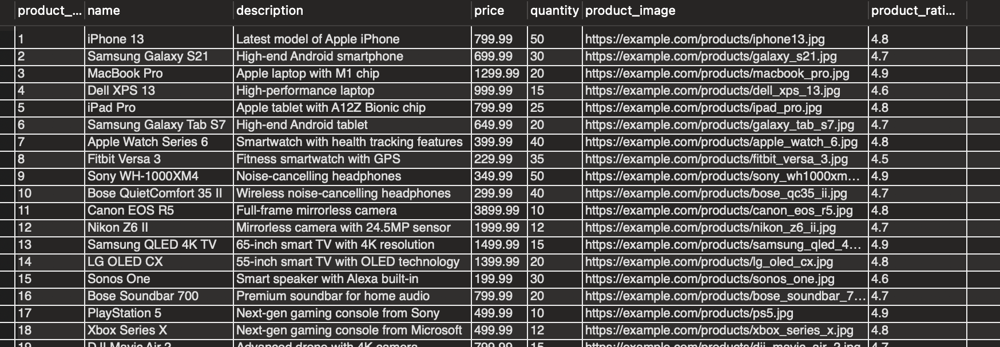 product_... name description price quantity product_image product_rati...
1 iPhone 13 Latest model of Apple iPhone 799.99 50 https://example.com/products/iphone13.jpg 4.8
2 Samsung Galaxy S21 High-end Android smartphone 699.99 30 https://example.com/products/galaxy_s21.jpg 4.7
3 MacBook Pro Apple laptop with M1 chip 1299.99 20 https://example.com/products/macbook_pro.jpg 4.9
4 Dell XPS 13 High-performance laptop 999.99 15 https://example.com/products/dell_xps_13.jpg 4.6
5 iPad Pro Apple tablet with A12Z Bionic chip 799.99 25 https://example.com/products/ipad_pro.jpg 4.8
6 Samsung Galaxy Tab S7 High-end Android tablet 649.99 20 https://example.com/products/galaxy_tab_s7.jpg 4.7
7 Apple Watch Series 6 Smartwatch with health tracking features 399.99 40 https://example.com/products/apple_watch_6.jpg 4.8
8 Fitbit Versa 3 Fitness smartwatch with GPS 229.99 35 https://example.com/products/fitbit_versa_3.jpg 4.5
9 Sony WH-1000XM4 Noise-cancelling headphones 349.99 50 https://example.com/products/sony_wh1000xm... 4.9
10 Bose QuietComfort 35 II Wireless noise-cancelling headphones 299.99 40 https://example.com/products/bose_qc35_ii.jpg 4.7
11 Canon EOS R5 Full-frame mirrorless camera 3899.99 10 https://example.com/products/canon_eos_r5.jpg 4.8
12 Nikon Z6 II Mirrorless camera with 24.5MP sensor 1999.99 12 https://example.com/products/nikon_z6_ii.jpg 4.7
13 Samsung QLED 4K TV 65-inch smart TV with 4K resolution 1499.99 15 https://example.com/products/samsung_qled_4... 4.9
14 LG OLED CX 55-inch smart TV with OLED technology 1399.99 20 https://example.com/products/lg_oled_cx.jpg 4.8
15 Sonos One Smart speaker with Alexa built-in 199.99 30 https://example.com/products/sonos_one.jpg 4.6
16 Bose Soundbar 700 Premium soundbar for home audio 799.99 20 https://example.com/products/bose_soundbar_7... 4.7
17 PlayStation 5 Next-gen gaming console from Sony 499.99 10 https://example.com/products/ps5.jpg 4.9
18 Xbox Series X Next-gen gaming console from Microsoft 499.99 12 https://example.com/products/xbox_series_x.jpg 4.8
19 DJI Mavic Air 2 Advanced drone with 4K camera 799.99 15 https://example.com/products/dji_mavic_air_2.jpg 4.7